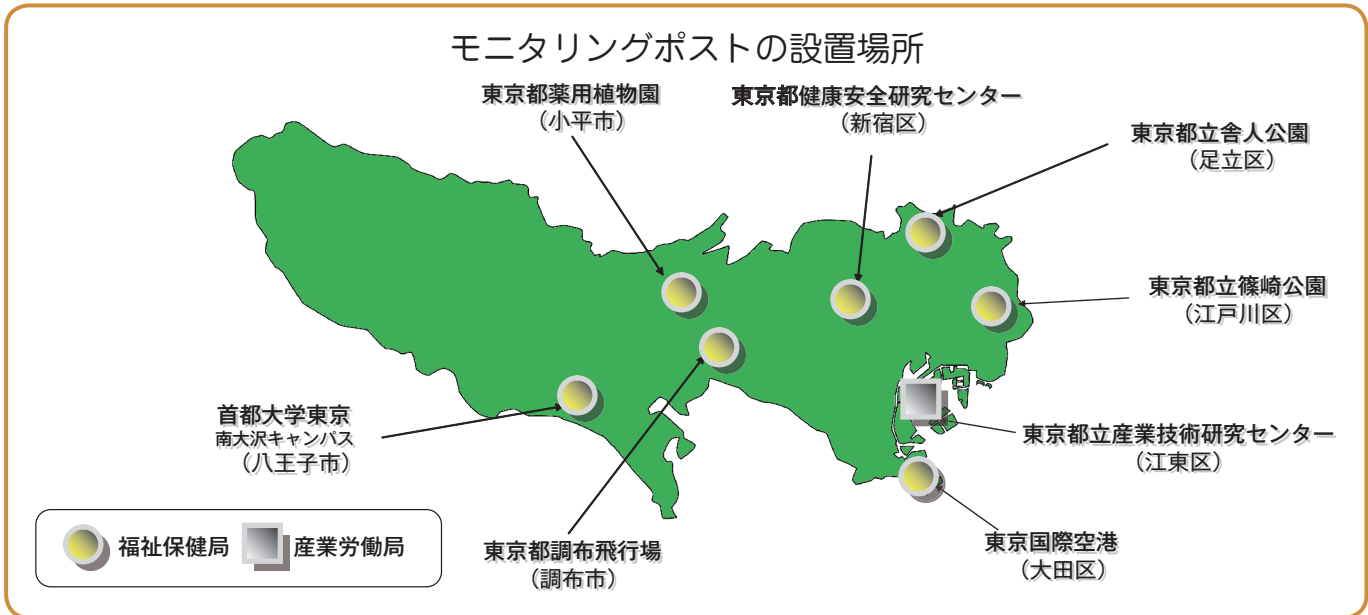 モニタリングポストの設置場所
東京都薬用植物園
（小平市）
東京都健康安全研究センター
（新宿区）
東京都立舎人公園
（足立区）
東京都立篠崎公園
（江戸川区）
首都大学東京
南大沢キャンパス
（八王子市）
東京都立産業技術研究センター
（江東区）
東京都調布飛行場
（調布市）
東京国際空港
（大田区）
福祉保健局
産業労働局